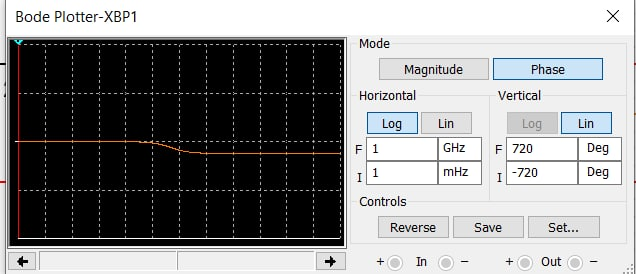 Bode Plotter-XBP1
Mode
Magnitude Phase
Horizontal Vertical
Log Lin Log Lin
F 1 GHz F 720 Deg
I 1 mHz I -720 Deg
Controls
Reverse Save Set...
+ In − + Out −